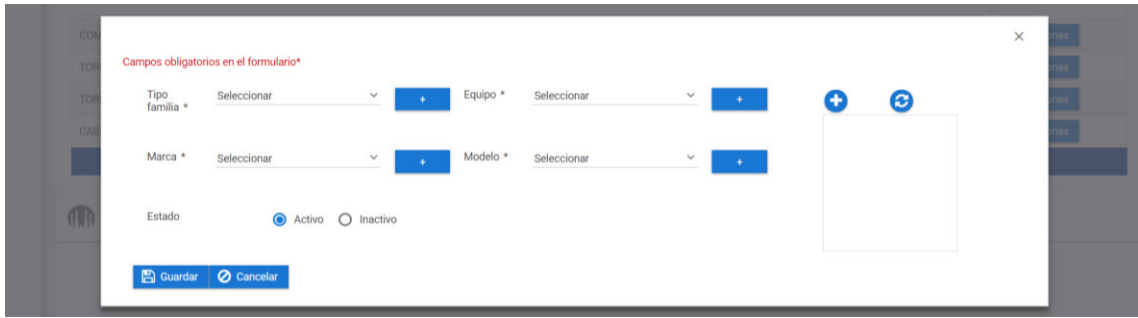 Campos obligatorios en el formulario*
Tipo familia * Seleccionar + Equipo * Seleccionar +
Marca * Seleccionar + Modelo * Seleccionar +
Estado Activo Inactivo
Guardar Cancelar